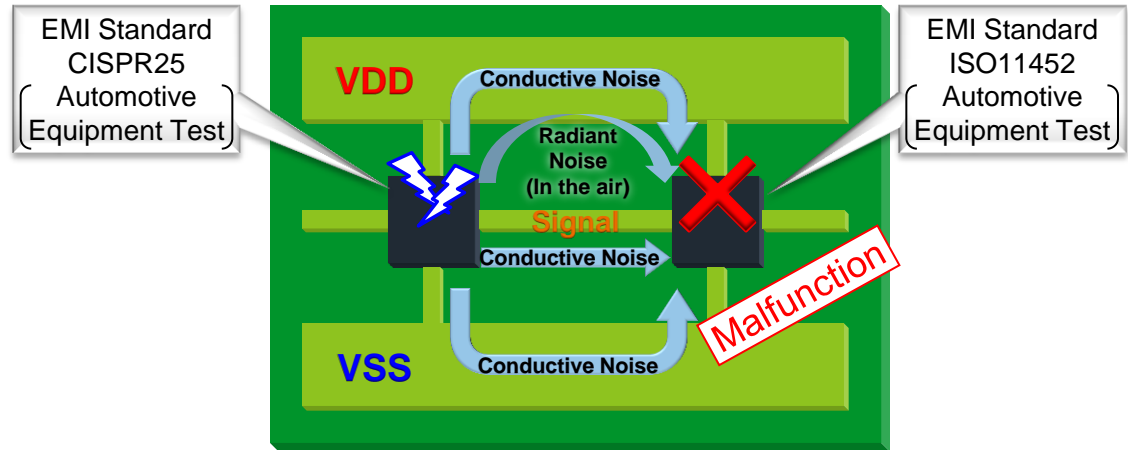 EMI Standard
CISPR25
Automotive
Equipment Test
EMI Standard
ISO11452
Automotive
Equipment Test
VDD
Conductive Noise
Radiant
Noise
(In the air)
Signal
Conductive Noise
Malfunction
VSS
Conductive Noise